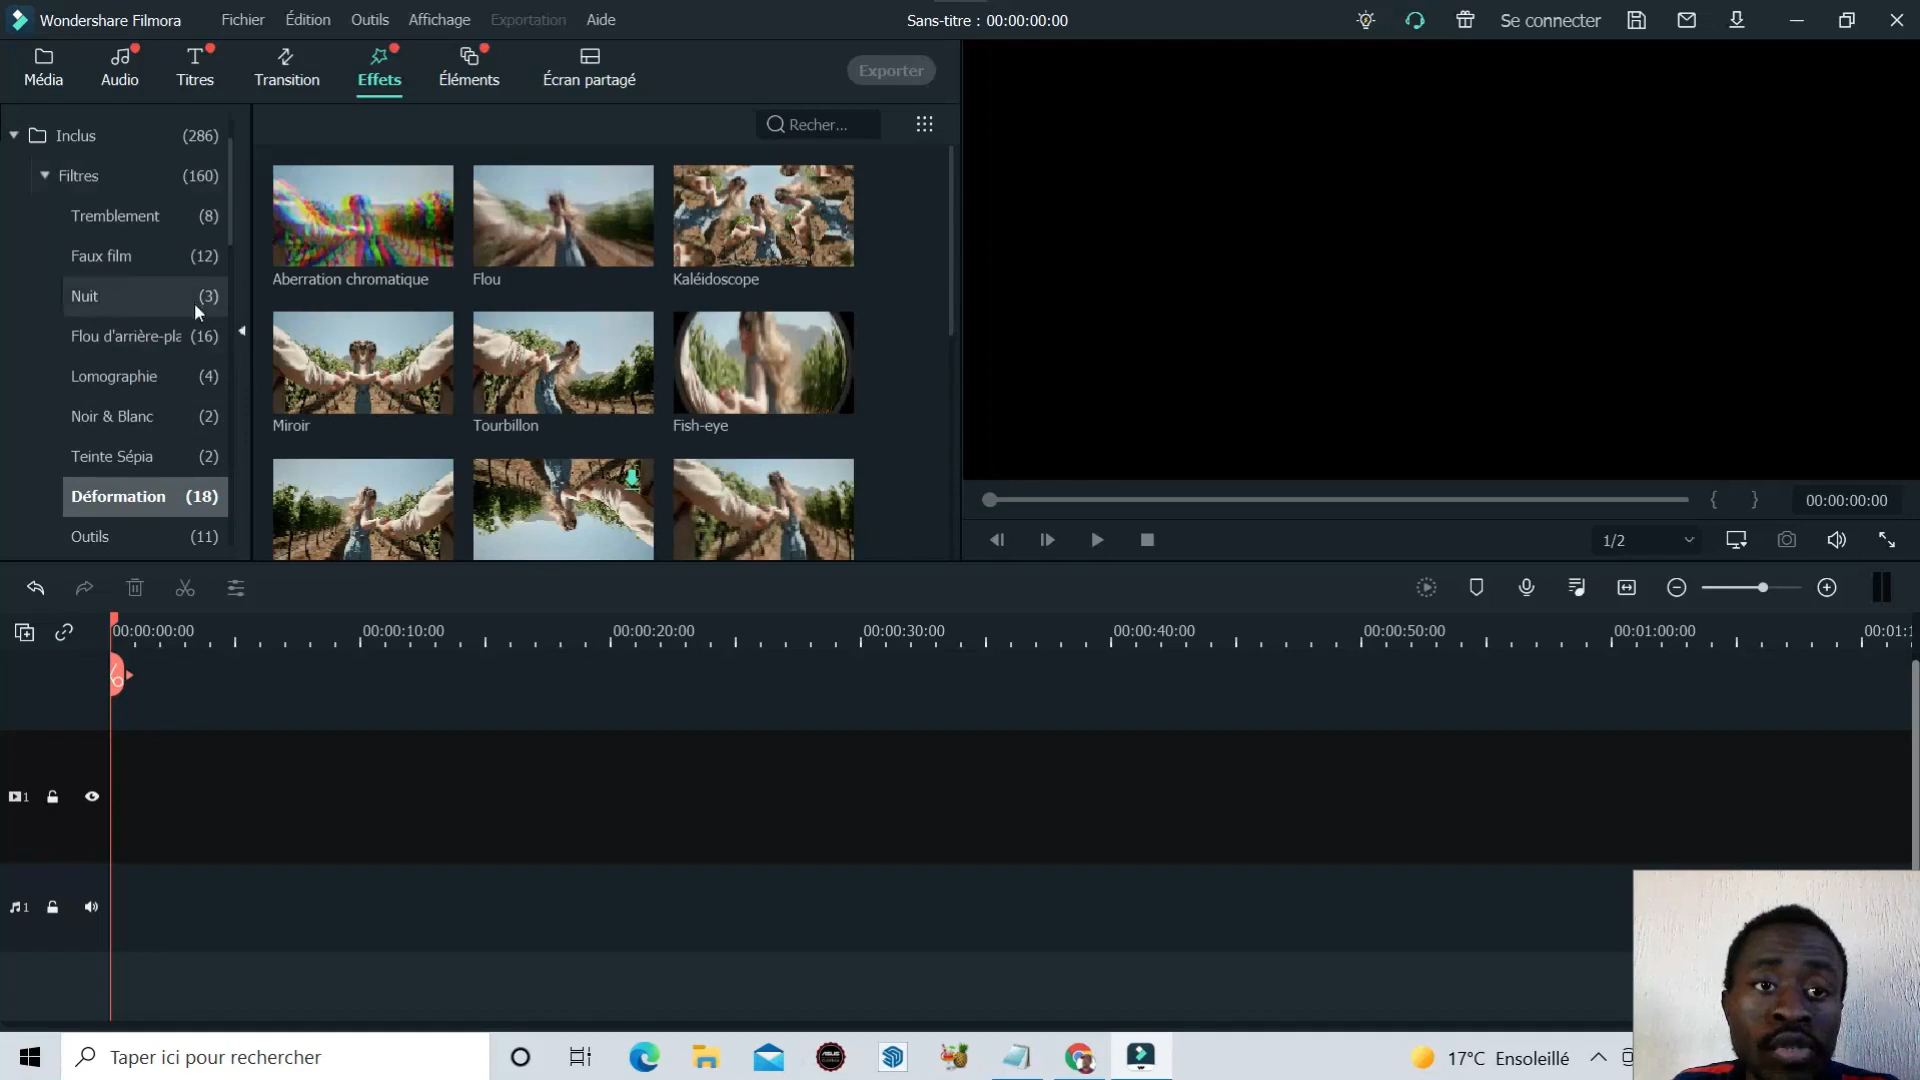 Wondershare Filmora
Fichier Édition Outils Affichage Exportation Aide
Sans-titre : 00:00:00:00
Se connecter
Média Audio Titres Transition Effets Éléments Écran partagé
Exporter
Inclus (286)
Filtres (160)
Tremblement (8)
Faux film (12)
Nuit (3)
Flou d'arrière-pla (16)
Lomographie (4)
Noir & Blanc (2)
Teinte Sépia (2)
Déformation (18)
Outils (11)
Recher...
Aberration chromatique Flou Kaléidoscope
Miroir Tourbillon Fish-eye
{ } 00:00:00:00
1/2
00:00:00:00 00:00:10:00 00:00:20:00 00:00:30:00 00:00:40:00 00:00:50:00 00:01:00:00 00:01:1
1
1
Taper ici pour rechercher
17°C Ensoleillé